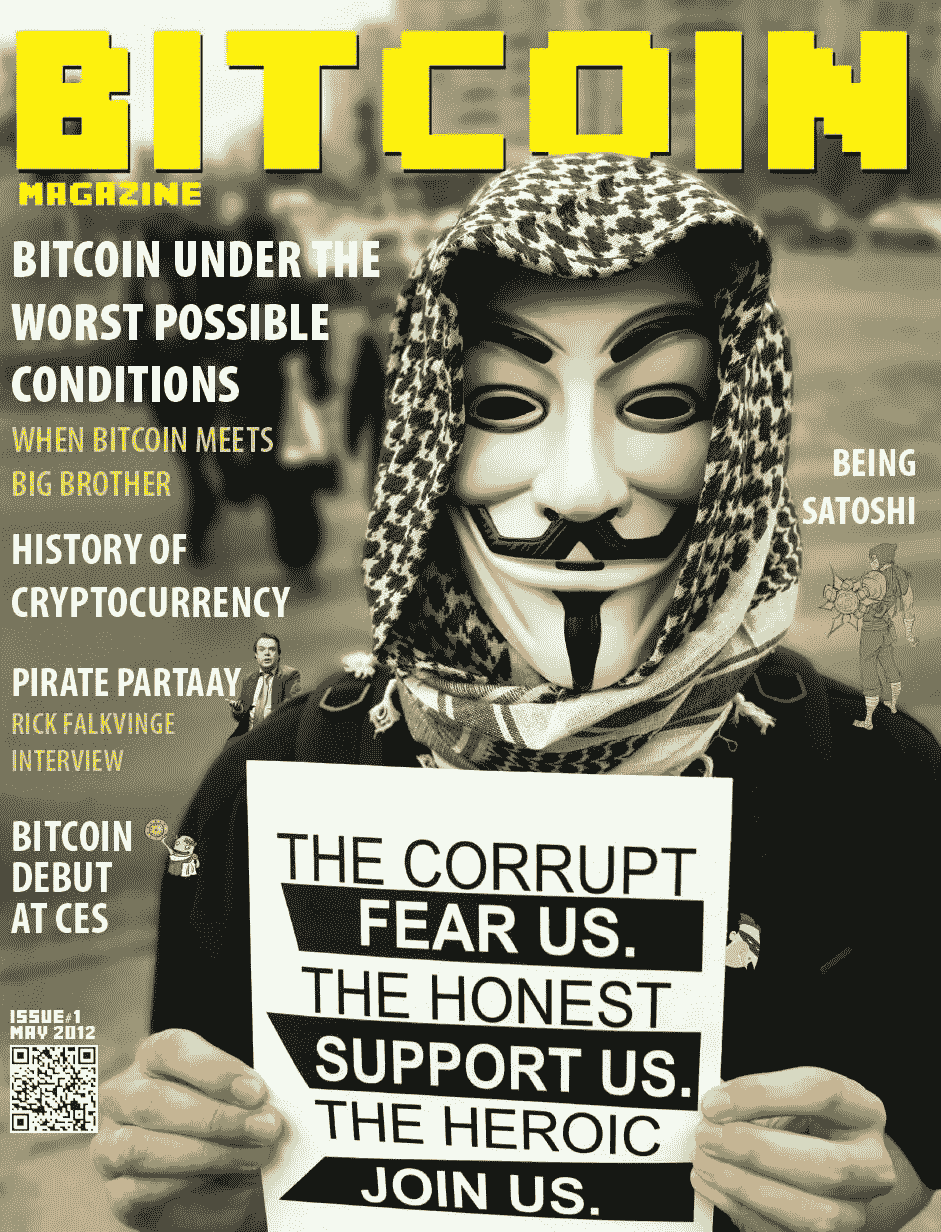 BITCOIN
MAGAZINE
BITCOIN UNDER THE
WORST POSSIBLE
CONDITIONS
WHEN BITCOIN MEETS
BIG BROTHER
HISTORY OF
CRYPTOCURRENCY
PIRATE PARTAAY
RICK FALKVINGE
INTERVIEW
BITCOIN
DEBUT
AT CES
ISSUE#1
MAY 2012
BEING
SATOSHI
THE CORRUPT
FEAR US.
THE HONEST
SUPPORT US.
THE HEROIC
JOIN US.